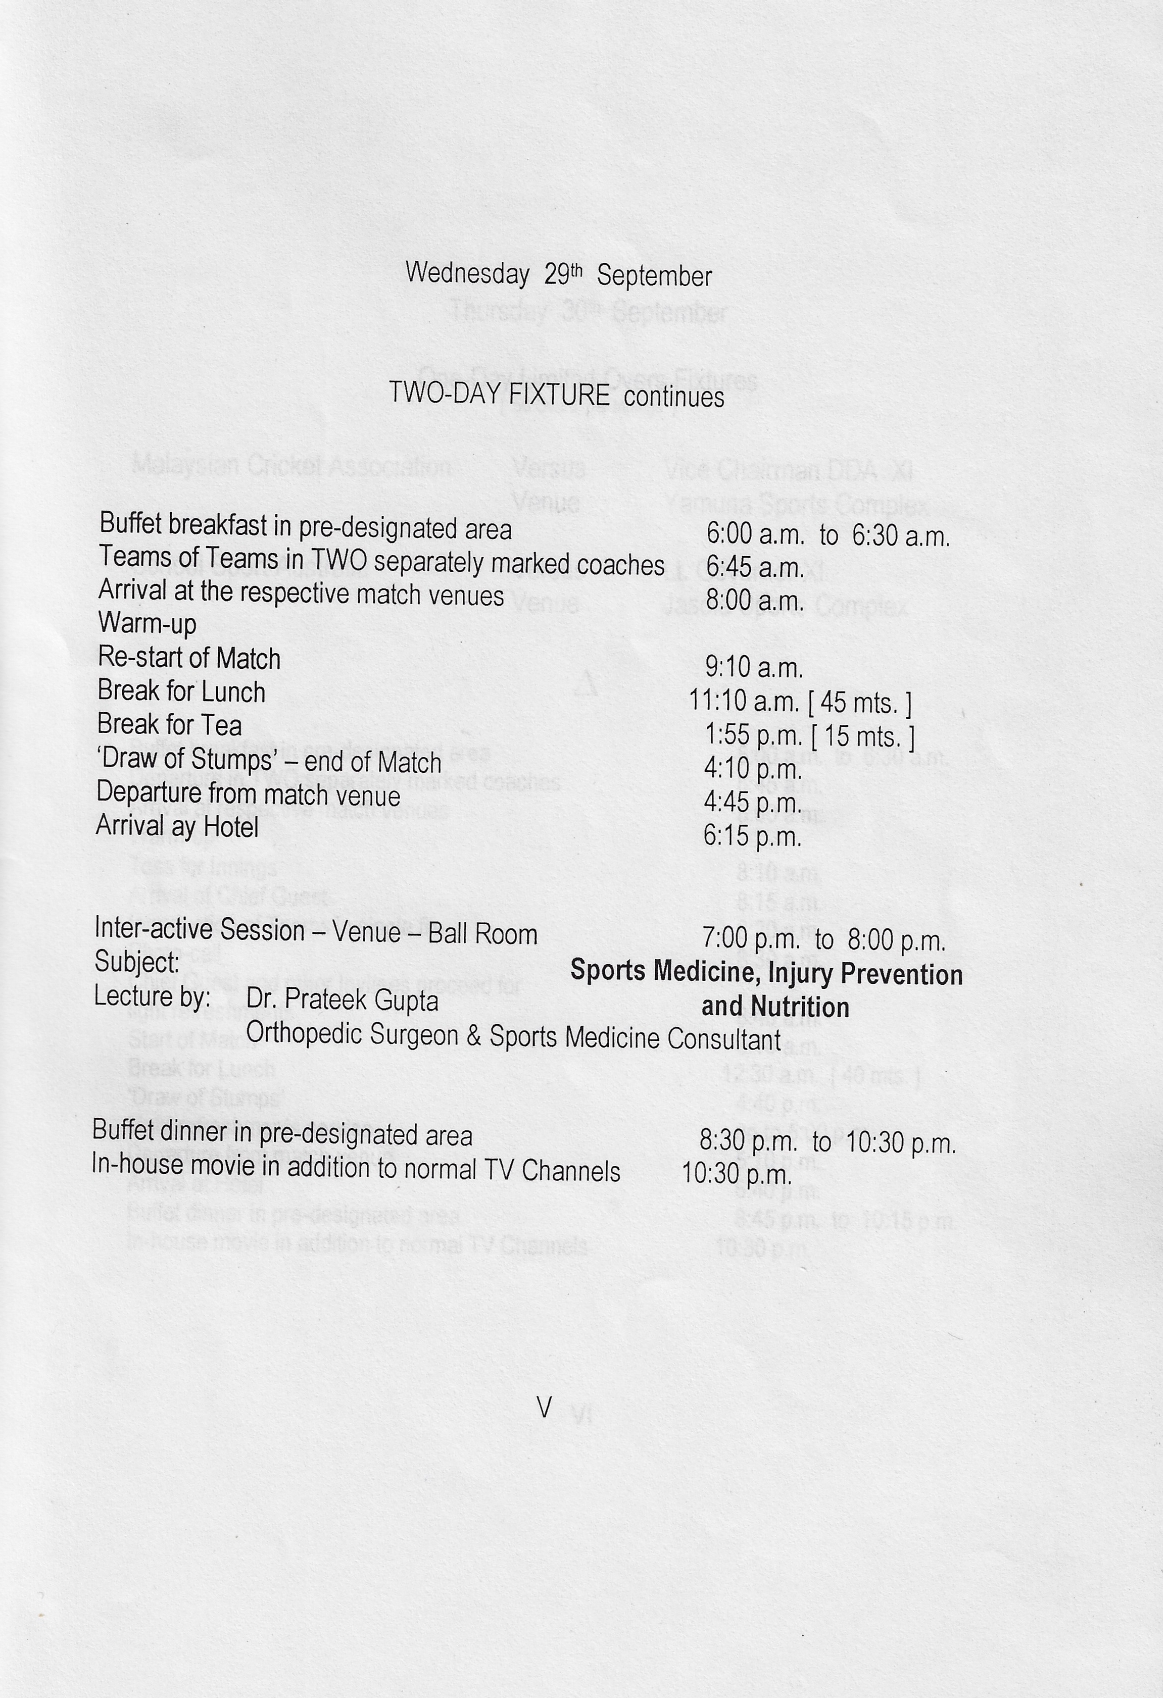 Wednesday 29th September
TWO-DAY FIXTURE continues
Buffet breakfast in pre-designated area 6:00 a.m. to 6:30 a.m.
Teams of Teams in TWO separately marked coaches 6:45 a.m.
Arrival at the respective match venues 8:00 a.m.
Warm-up
Re-start of Match 9:10 a.m.
Break for Lunch 11:10 a.m. [ 45 mts. ]
Break for Tea 1:55 p.m. [ 15 mts. ]
‘Draw of Stumps’ – end of Match 4:10 p.m.
Departure from match venue 4:45 p.m.
Arrival ay Hotel 6:15 p.m.
Inter-active Session – Venue – Ball Room 7:00 p.m. to 8:00 p.m.
Subject: Sports Medicine, Injury Prevention
Lecture by: Dr. Prateek Gupta and Nutrition
Orthopedic Surgeon & Sports Medicine Consultant
Buffet dinner in pre-designated area 8:30 p.m. to 10:30 p.m.
In-house movie in addition to normal TV Channels 10:30 p.m.
V